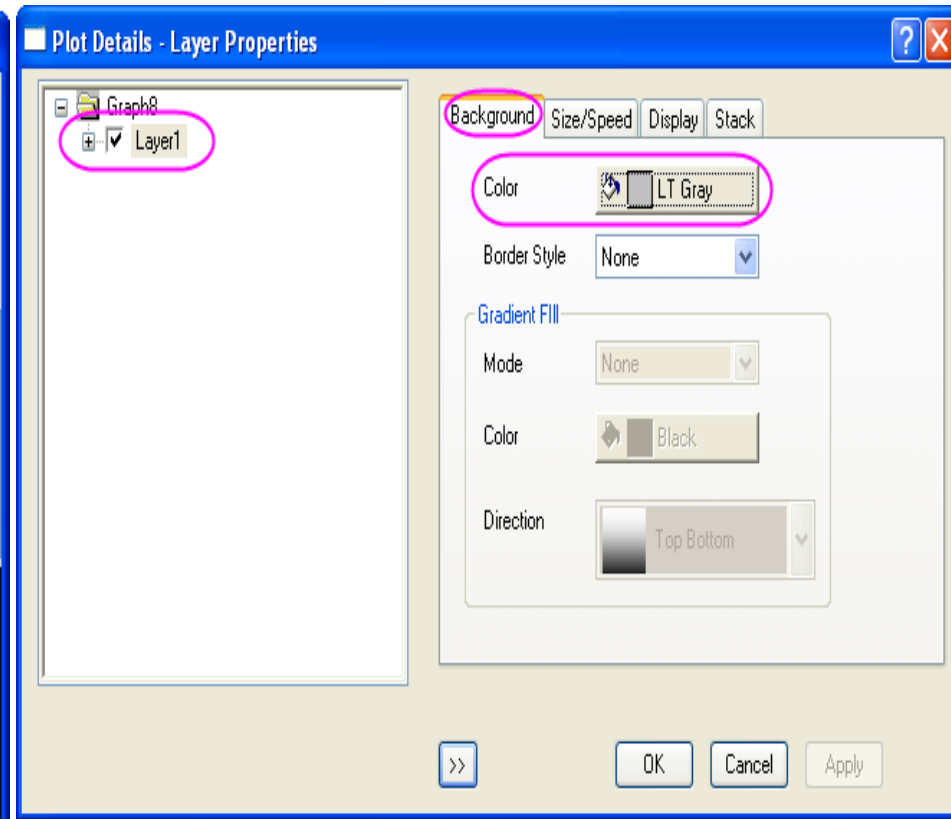 Plot Details - Layer Properties
Graph8
Layer1
Background Size/Speed Display Stack
Color LT Gray
Border Style None
Gradient FIll
Mode None
Color Black
Direction Top Bottom
>> OK Cancel Apply